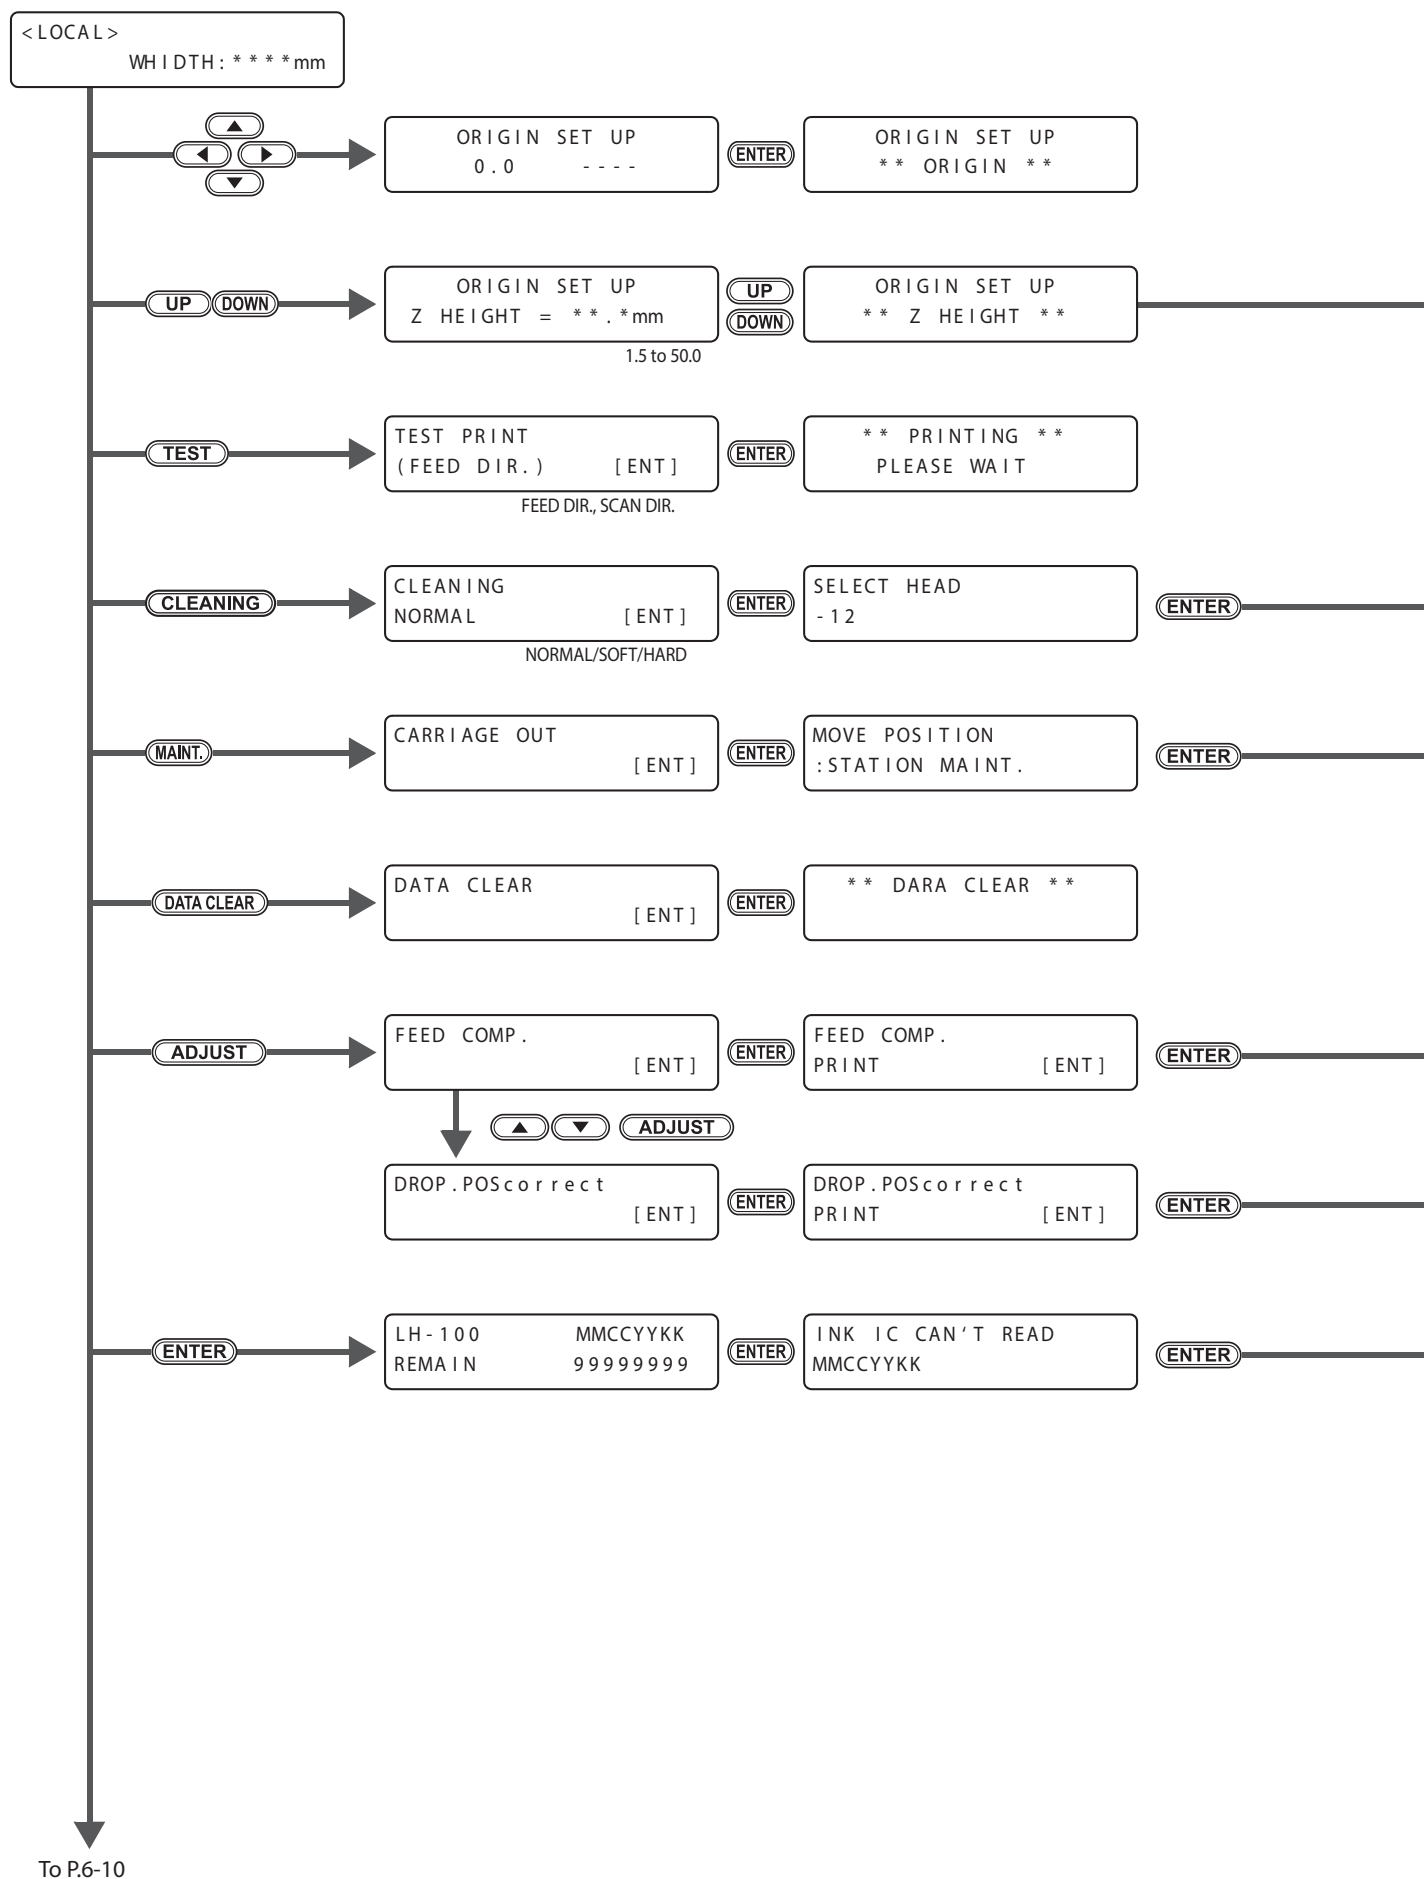 <LOCAL>
WHIDTH:****mm
ORIGIN SET UP
0.0 ----
ENTER
ORIGIN SET UP
** ORIGIN **
UP DOWN
ORIGIN SET UP
Z HEIGHT = **.*mm
1.5 to 50.0
UP
DOWN
ORIGIN SET UP
** Z HEIGHT **
TEST
TEST PRINT
(FEED DIR.) [ENT]
FEED DIR., SCAN DIR.
ENTER
** PRINTING **
PLEASE WAIT
CLEANING
CLEANING
NORMAL [ENT]
NORMAL/SOFT/HARD
ENTER
SELECT HEAD
-12
ENTER
MAINT.
CARRIAGE OUT
[ENT]
ENTER
MOVE POSITION
:STATION MAINT.
ENTER
DATA CLEAR
DATA CLEAR
[ENT]
ENTER
** DARA CLEAR **
ADJUST
FEED COMP.
[ENT]
ENTER
FEED COMP.
PRINT [ENT]
ENTER
ADJUST
DROP.POScorrect
[ENT]
ENTER
DROP.POScorrect
PRINT [ENT]
ENTER
ENTER
LH-100 MMCCYYKK
REMAIN 99999999
ENTER
INK IC CAN'T READ
MMCCYYKK
ENTER
To P.6-10